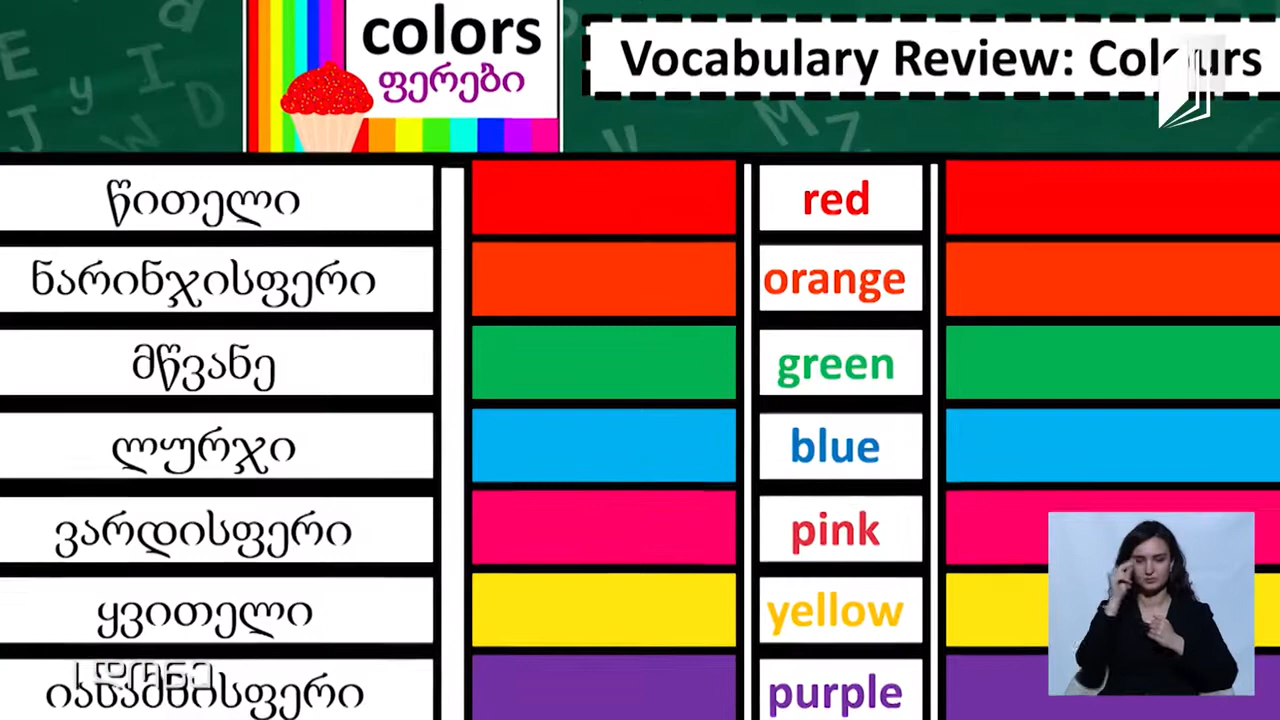 colors
ფერები
Vocabulary Review: Colours
წითელი
red
ნარინჯისფერი
orange
მწვანე
green
ლურჯი
blue
ვარდისფერი
pink
ყვითელი
yellow
იასამნისფერი
purple